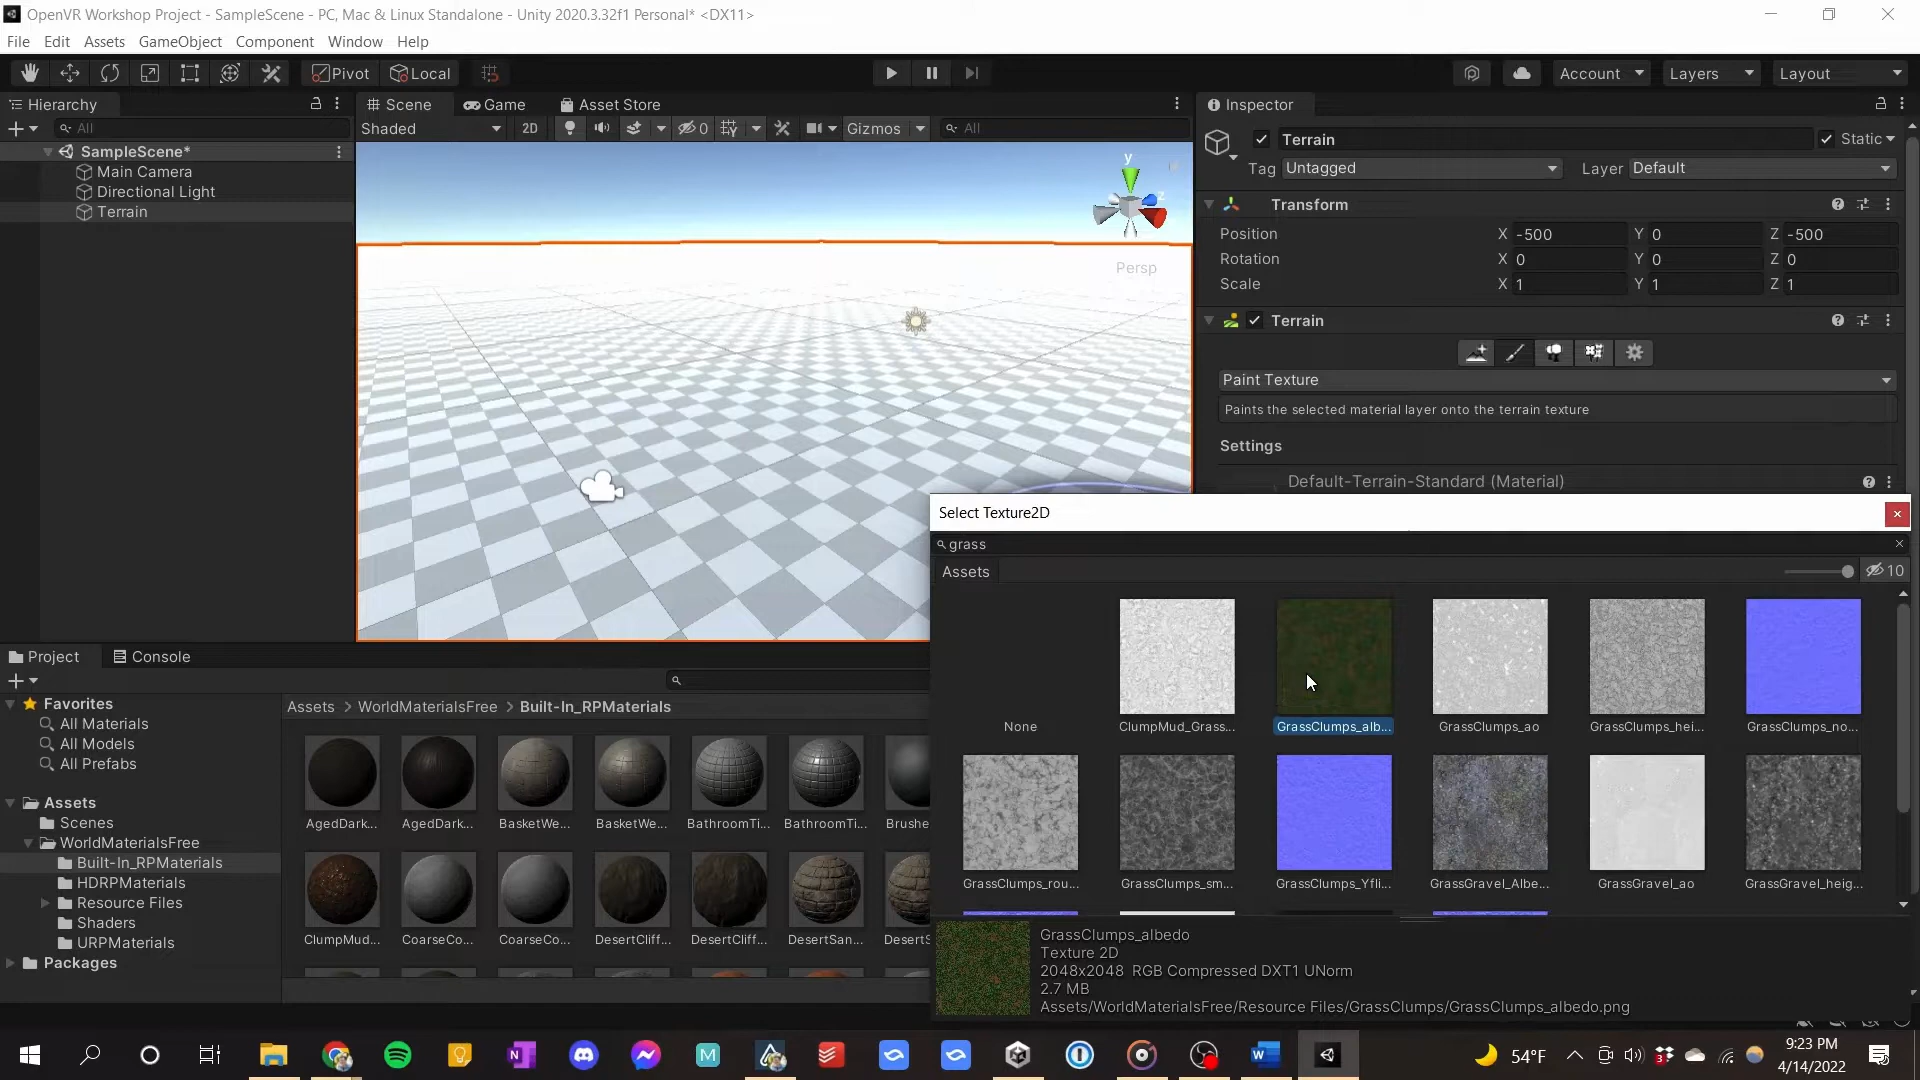 OpenVR Workshop Project - SampleScene - PC, Mac & Linux Standalone - Unity 2020.3.32f1 Personal* <DX11>
File Edit Assets GameObject Component Window Help
Pivot Local Account Layers Layout
Hierarchy
All
SampleScene*
Main Camera
Directional Light
Terrain
Scene Game Asset Store
Shaded 2D 0 Gizmos All
y
Persp
Inspector
Terrain Static
Tag Untagged Layer Default
Transform
Position X -500 Y 0 Z -500
Rotation X 0 Y 0 Z 0
Scale X 1 Y 1 Z 1
Terrain
Paint Texture
Paints the selected material layer onto the terrain texture
Settings
Default-Terrain-Standard (Material)
Select Texture2D
grass
Assets 10
None ClumpMud_Grass... GrassClumps_alb... GrassClumps_ao GrassClumps_hei... GrassClumps_no...
GrassClumps_rou... GrassClumps_sm... GrassClumps_Yfli... GrassGravel_Albe... GrassGravel_ao GrassGravel_heig...
GrassClumps_albedo
Texture 2D
2048x2048 RGB Compressed DXT1 UNorm
2.7 MB
Assets/WorldMaterialsFree/Resource Files/GrassClumps/GrassClumps_albedo.png
Project Console
Favorites
All Materials
All Models
All Prefabs
Assets
Scenes
WorldMaterialsFree
Built-In_RPMaterials
HDRPMaterials
Resource Files
Shaders
URPMaterials
Packages
Assets > WorldMaterialsFree > Built-In_RPMaterials
AgedDark... AgedDark... BasketWe... BasketWe... BathroomTi... BathroomTi... Brushe
ClumpMud... CoarseCo... CoarseCo... DesertCliff... DesertCliff... DesertSan... DesertS
54°F
9:23 PM
4/14/2022